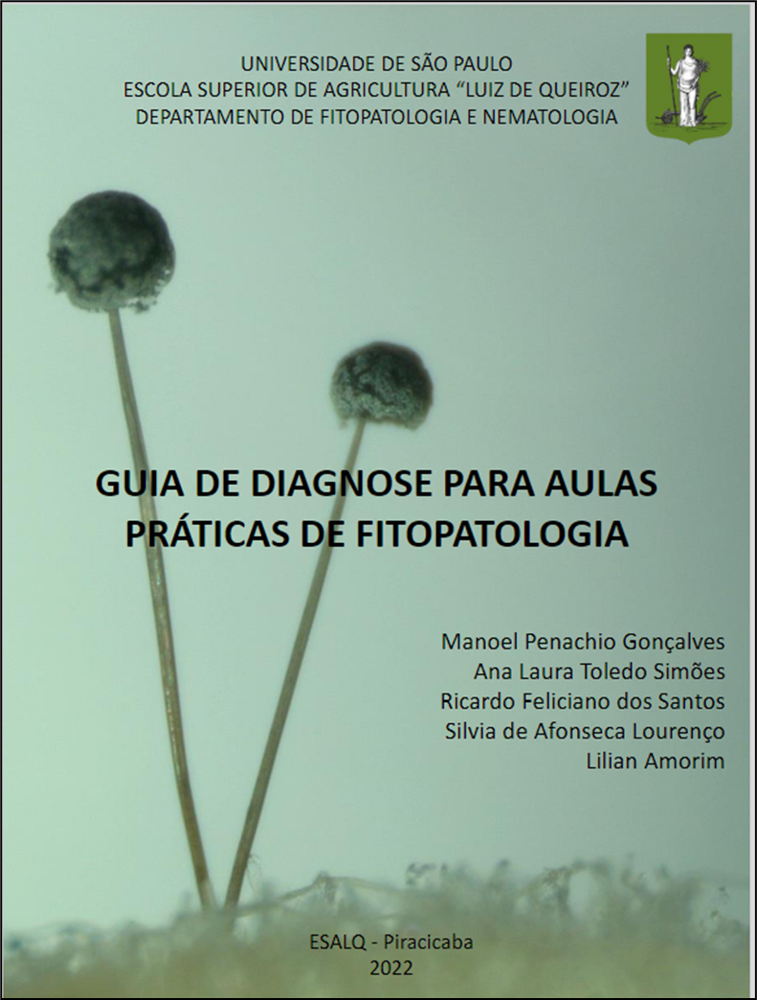 UNIVERSIDADE DE SÃO PAULO
ESCOLA SUPERIOR DE AGRICULTURA “LUIZ DE QUEIROZ”
DEPARTAMENTO DE FITOPATOLOGIA E NEMATOLOGIA
GUIA DE DIAGNOSE PARA AULAS
PRÁTICAS DE FITOPATOLOGIA
Manoel Penachio Gonçalves
Ana Laura Toledo Simões
Ricardo Feliciano dos Santos
Silvia de Afonseca Lourenço
Lilian Amorim
ESALQ - Piracicaba
2022